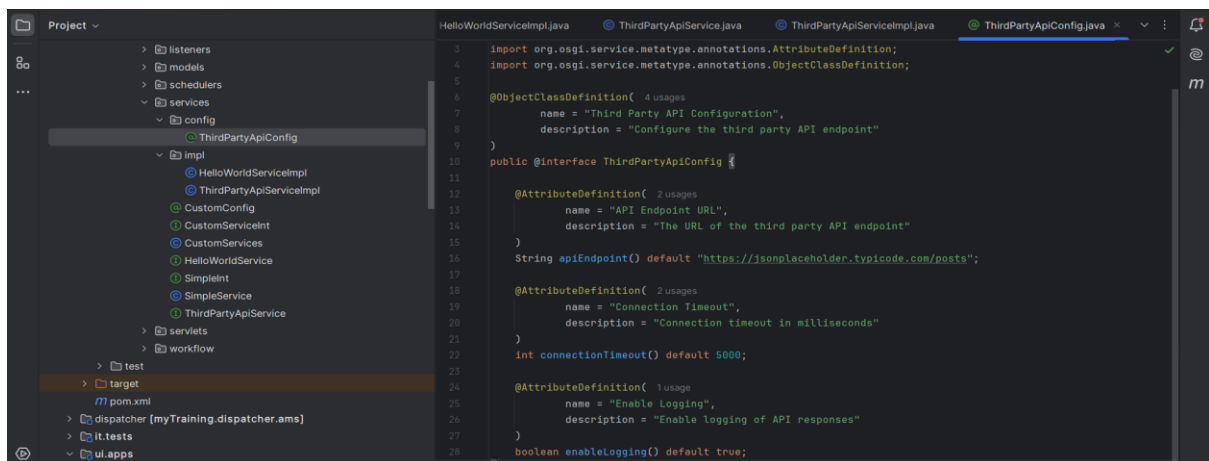 Project
listeners
models
schedulers
services
config
ThirdPartyApiConfig
impl
HelloWorldServiceImpl
ThirdPartyApiServiceImpl
CustomConfig
CustomServiceInt
CustomServices
HelloWorldService
SimpleInt
SimpleService
ThirdPartyApiService
servlets
workflow
test
target
pom.xml
dispatcher [myTraining.dispatcher.ams]
it.tests
ui.apps
HelloWorldServiceImpl.java ThirdPartyApiService.java ThirdPartyApiServiceImpl.java ThirdPartyApiConfig.java
3 import org.osgi.service.metatype.annotations.AttributeDefinition;
4 import org.osgi.service.metatype.annotations.ObjectClassDefinition;
5
6 @ObjectClassDefinition( 4 usages
7 name = "Third Party API Configuration",
8 description = "Configure the third party API endpoint"
9 )
10 public @interface ThirdPartyApiConfig {
11
12 @AttributeDefinition( 2 usages
13 name = "API Endpoint URL",
14 description = "The URL of the third party API endpoint"
15 )
16 String apiEndpoint() default "https://jsonplaceholder.typicode.com/posts";
17
18 @AttributeDefinition( 2 usages
19 name = "Connection Timeout",
20 description = "Connection timeout in milliseconds"
21 )
22 int connectionTimeout() default 5000;
23
24 @AttributeDefinition( 1 usage
25 name = "Enable Logging",
26 description = "Enable logging of API responses"
27 )
28 boolean enableLogging() default true;